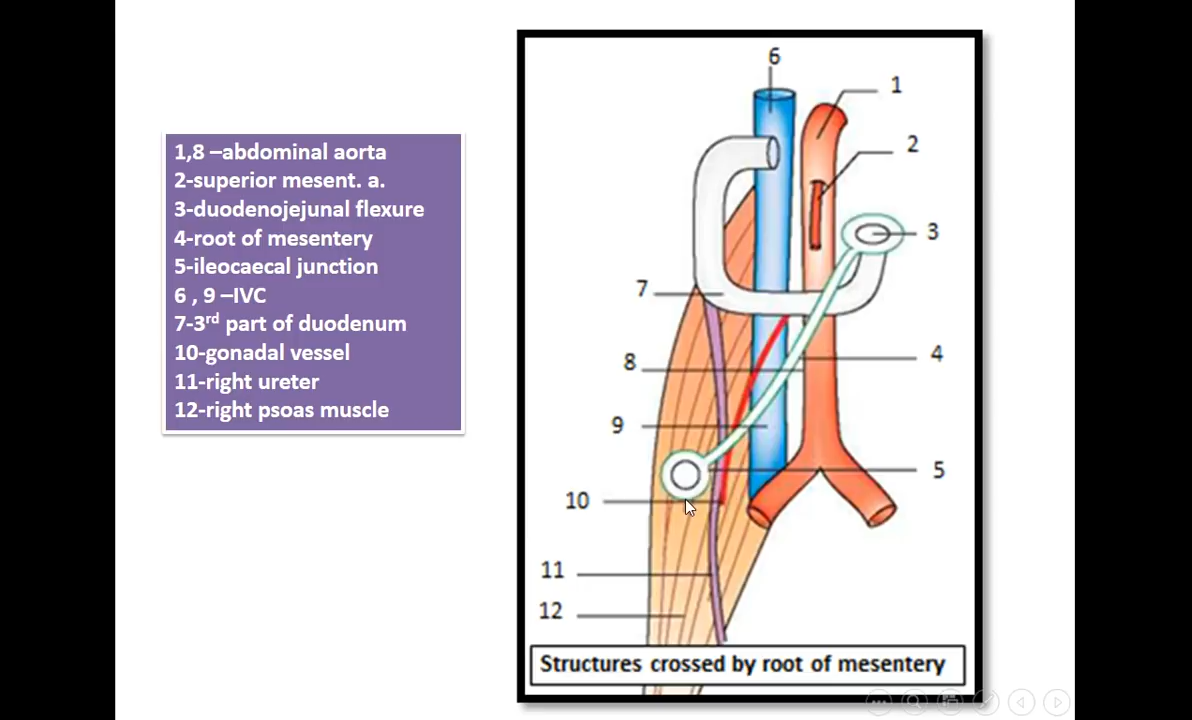 1,8 –abdominal aorta
2-superior mesent. a.
3-duodenojejunal flexure
4-root of mesentery
5-ileocaecal junction
6 , 9 –IVC
7-3rd part of duodenum
10-gonadal vessel
11-right ureter
12-right psoas muscle
6
1
2
3
7
8
4
9
5
10
11
12
Structures crossed by root of mesentery